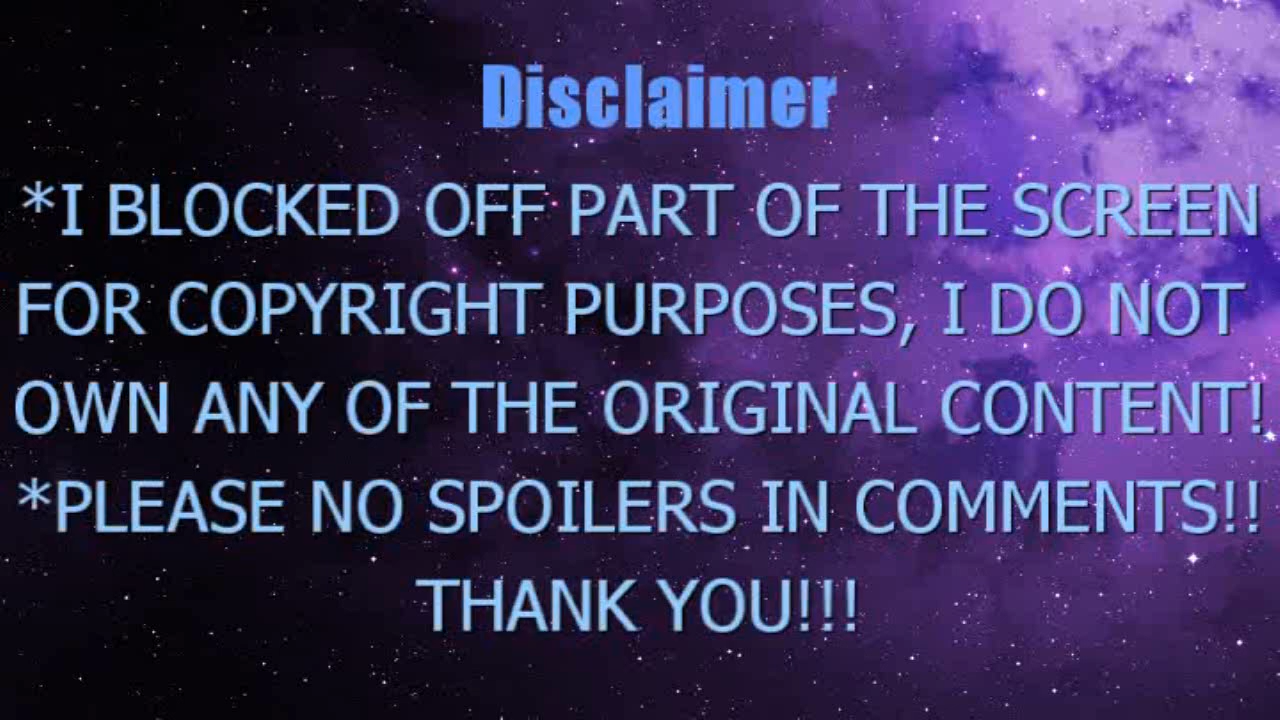 Disclaimer
*I BLOCKED OFF PART OF THE SCREEN
FOR COPYRIGHT PURPOSES, I DO NOT
OWN ANY OF THE ORIGINAL CONTENT!
*PLEASE NO SPOILERS IN COMMENTS!!
THANK YOU!!!